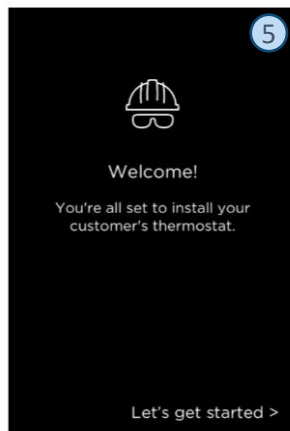 5
Welcome!
You're all set to install your
customer's thermostat.
Let's get started >